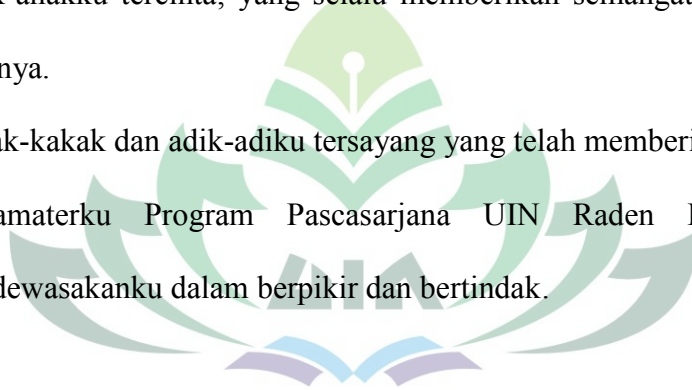 anakku tercinta, yang selalu memberikan semangat
nya.
ak-kakak dan adik-adiku tersayang yang telah memberi
amaterku Program Pascasarjana UIN Raden
dewasakanku dalam berpikir dan bertindak.
UIN